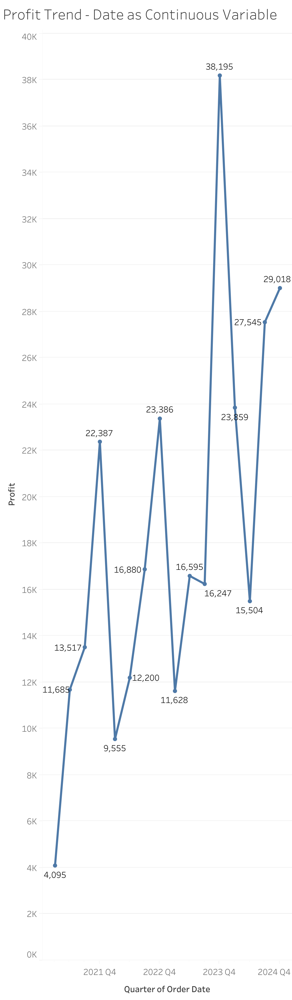 Profit Trend - Date as Continuous Variable
40K
38,195
38K
36K
34K
32K
30K
29,018
28K
27,545
26K
24K
23,386
23,859
22,387
22K
Profit
20K
18K
16,595
16,880
16K
16,247
15,504
14K
13,517
12,200
12K
11,685
11,628
10K
9,555
8K
6K
4K
4,095
2K
0K
2021 Q4 2022 Q4 2023 Q4 2024 Q4
Quarter of Order Date